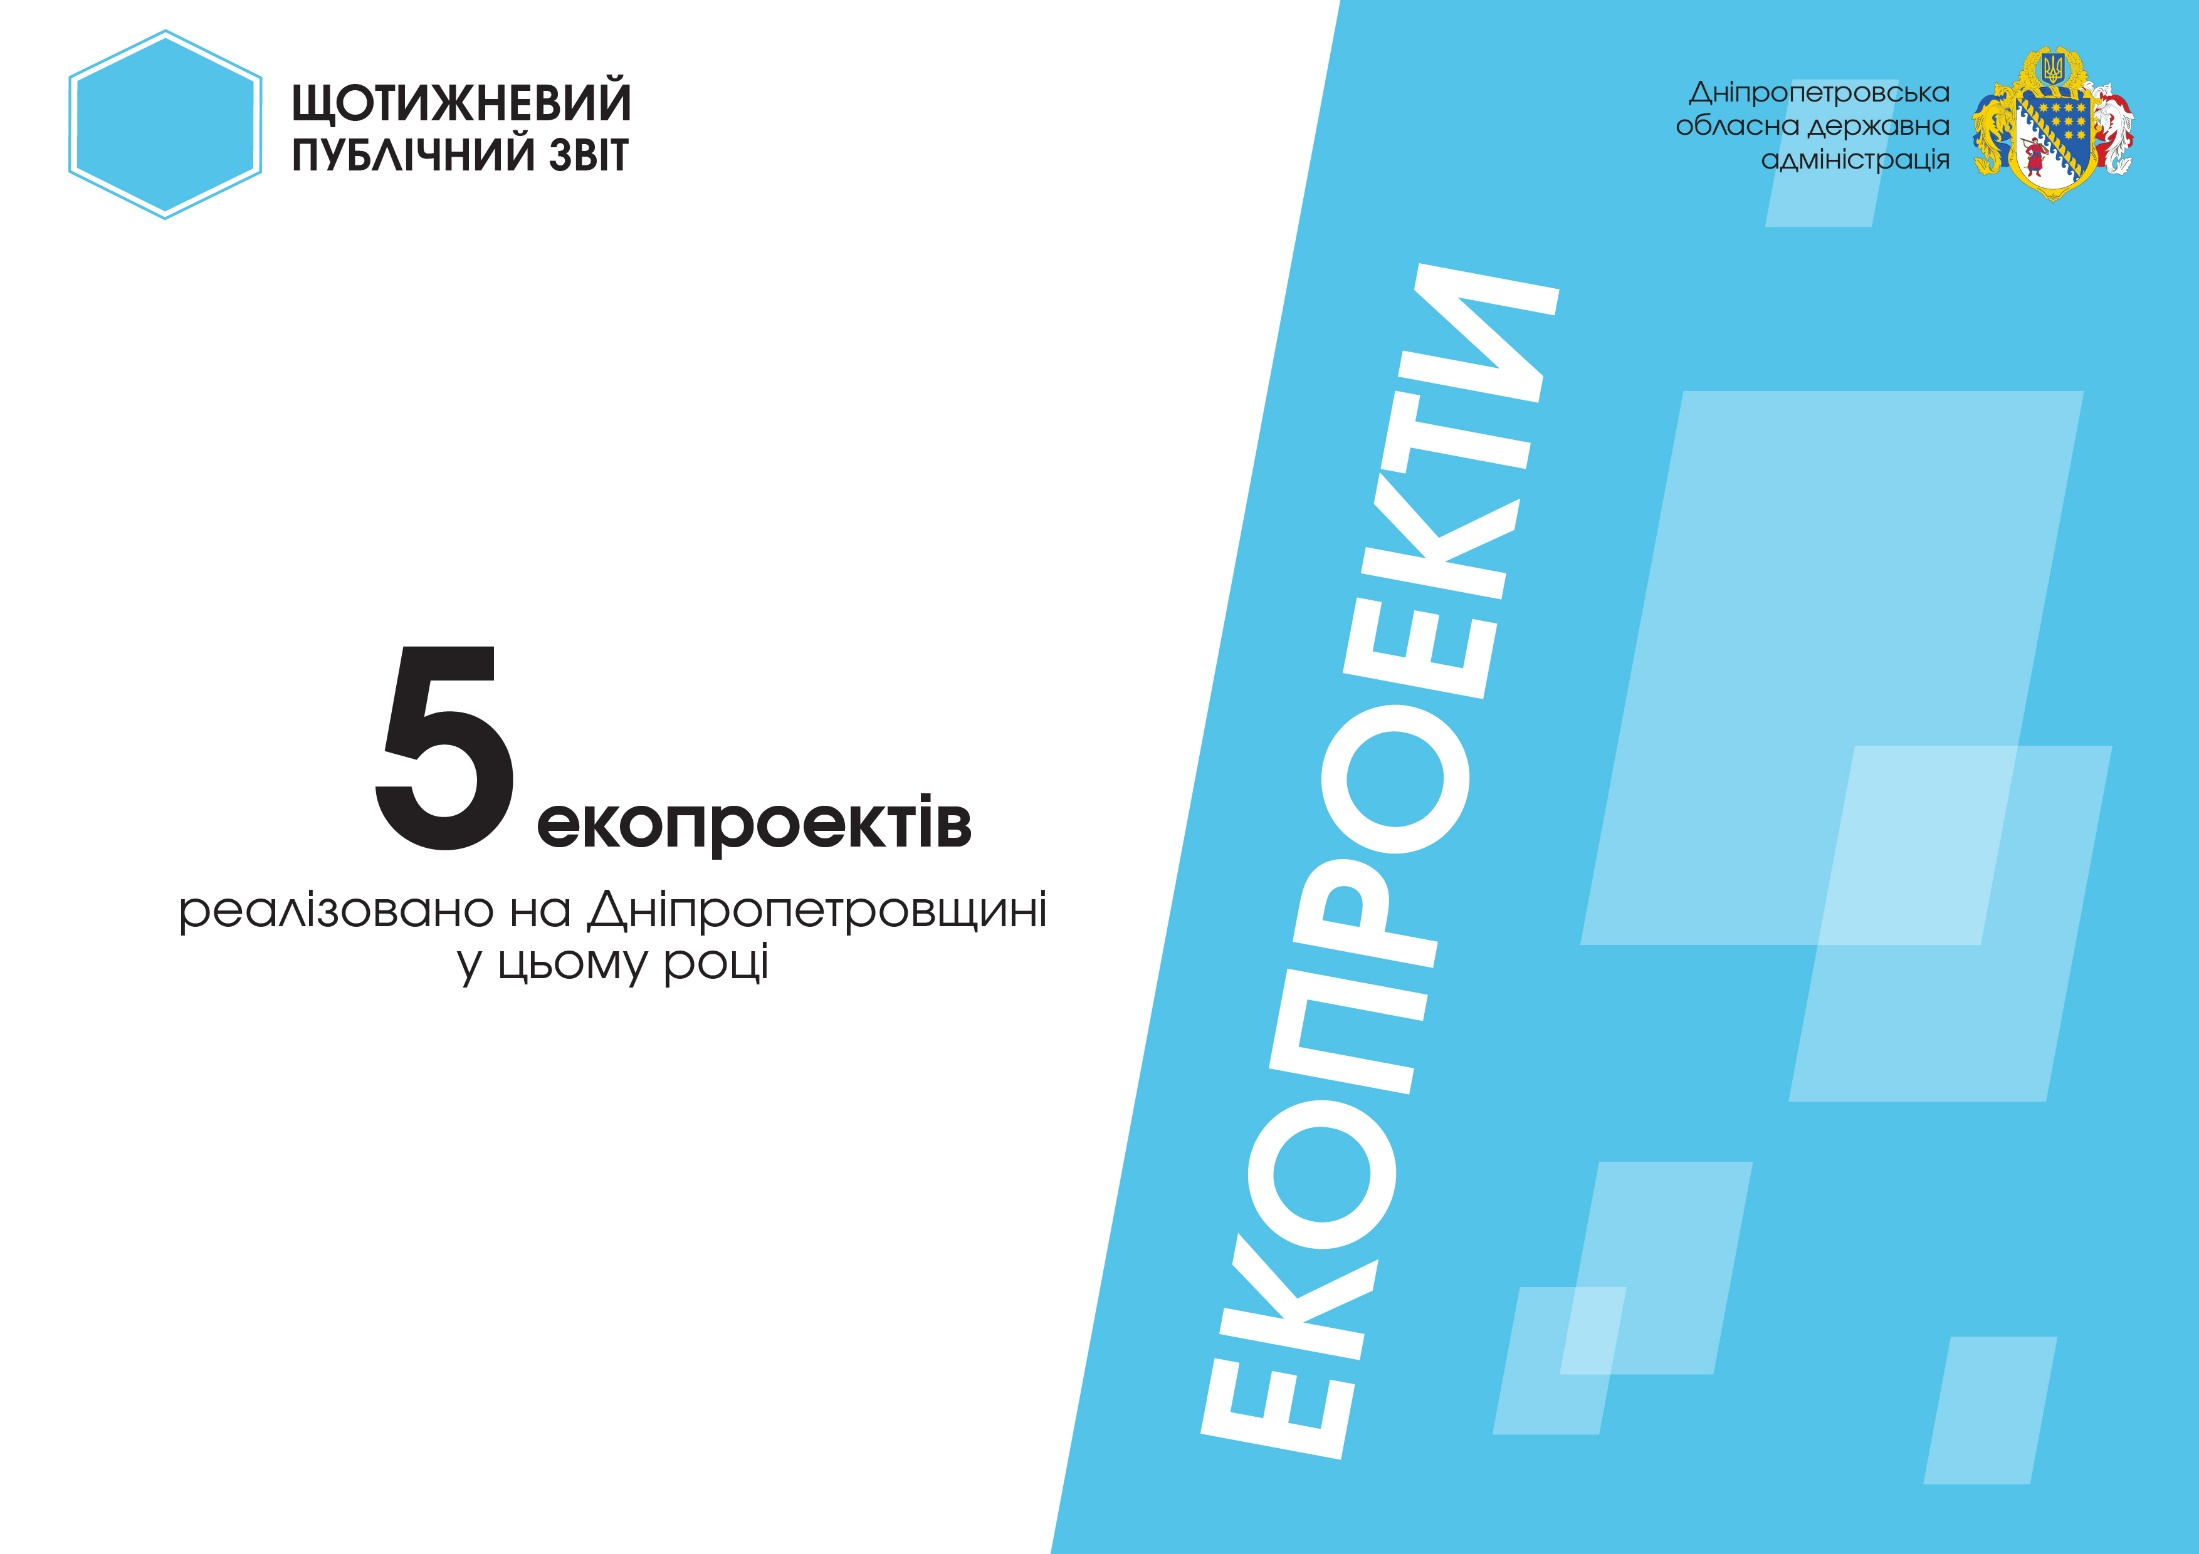 ЩОТИЖНЕВИЙ
ПУБЛІЧНИЙ ЗВІТ
Дніпропетровська
обласна державна
адміністрація
5 екопроектів
реалізовано на Дніпропетровщині
у цьому році
ЕКОПРОЕКТИ